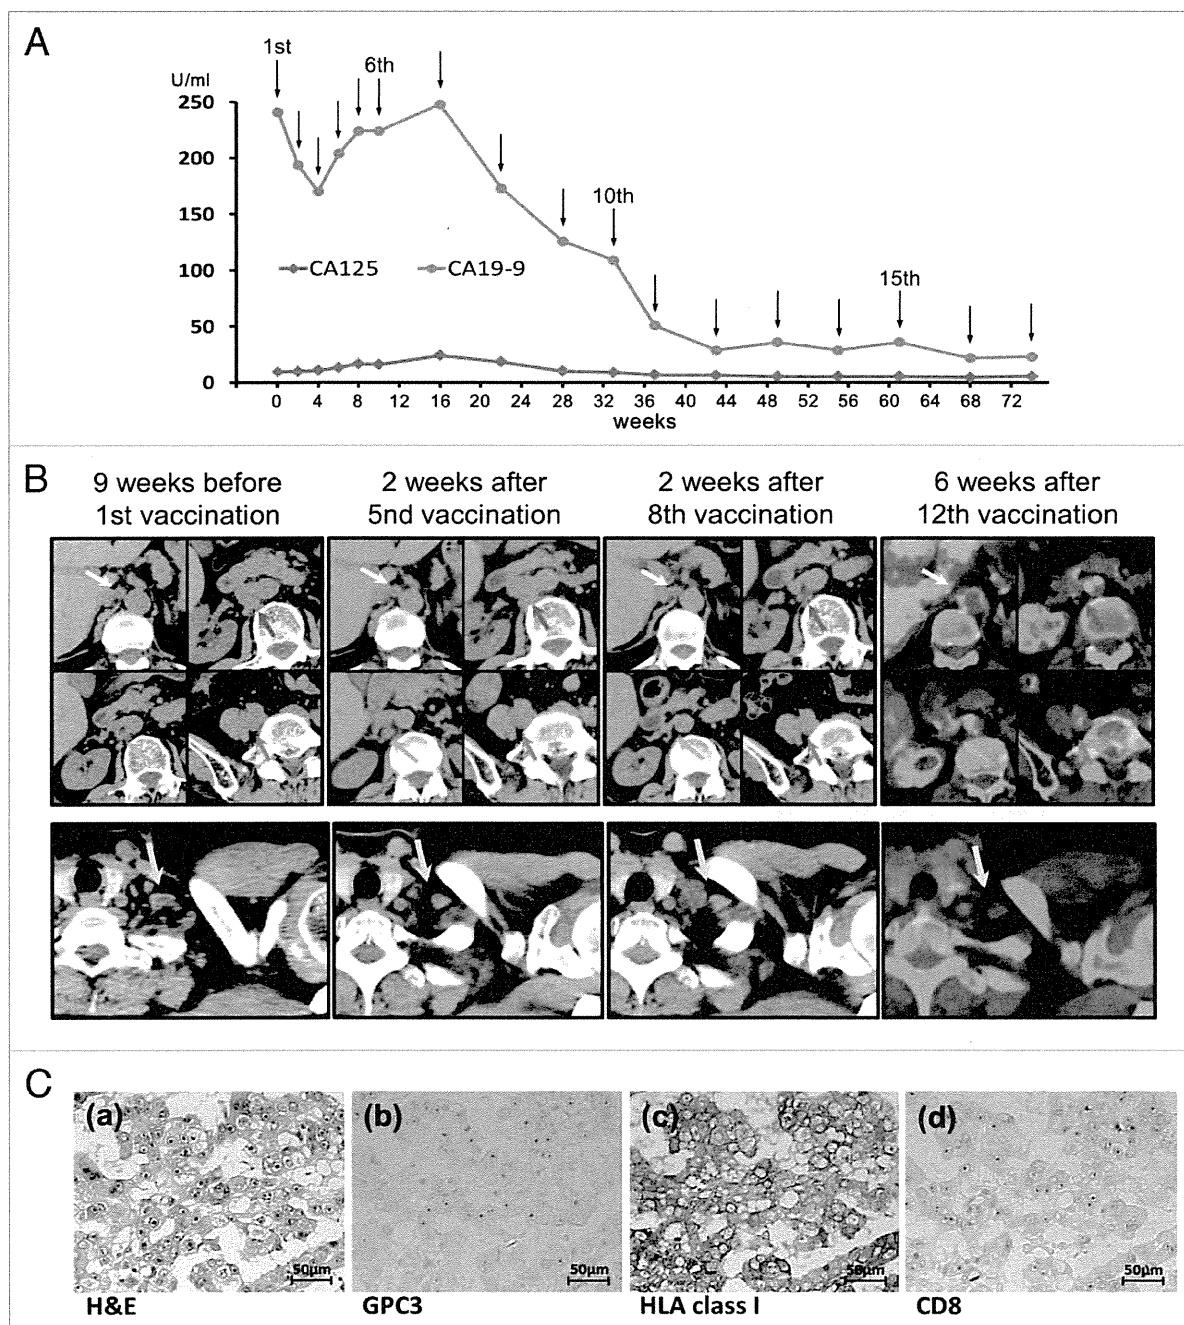 A
1st
6th
U/ml
250
200
150
100
50
0
10th
15th
CA125
CA19-9
0 4 8 12 16 20 24 28 32 36 40 44 48 52 56 60 64 68 72
weeks
B
9 weeks before
1st vaccination
2 weeks after
5nd vaccination
2 weeks after
8th vaccination
6 weeks after
12th vaccination
C
(a)
50μm
H&E
(b)
50μm
GPC3
(c)
50μm
HLA class I
(d)
50μm
CD8